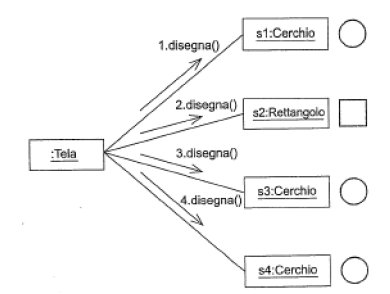 s1:Cerchio
1.disegna()
2.disegna()
s2:Rettangolo
:Tela
3.disegna()
s3:Cerchio
4.disegna()
s4:Cerchio